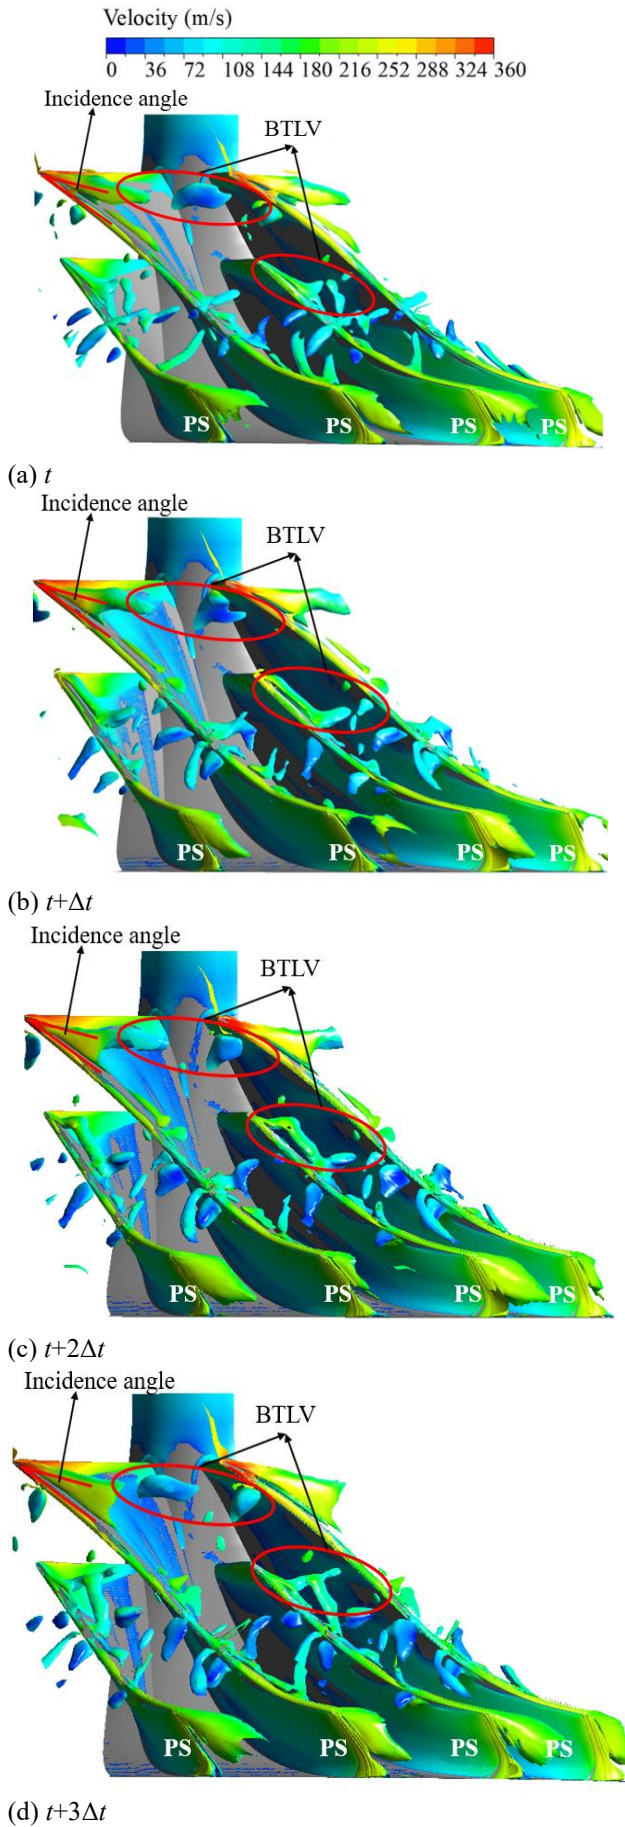 Velocity (m/s)
0 36 72 108 144 180 216 252 288 324 360
Incidence angle
BTLV
PS PS PS PS
(a) t
Incidence angle
BTLV
PS PS PS PS
(b) t+Δt
Incidence angle
BTLV
PS PS PS PS
(c) t+2Δt
Incidence angle
BTLV
PS PS PS PS
(d) t+3Δt